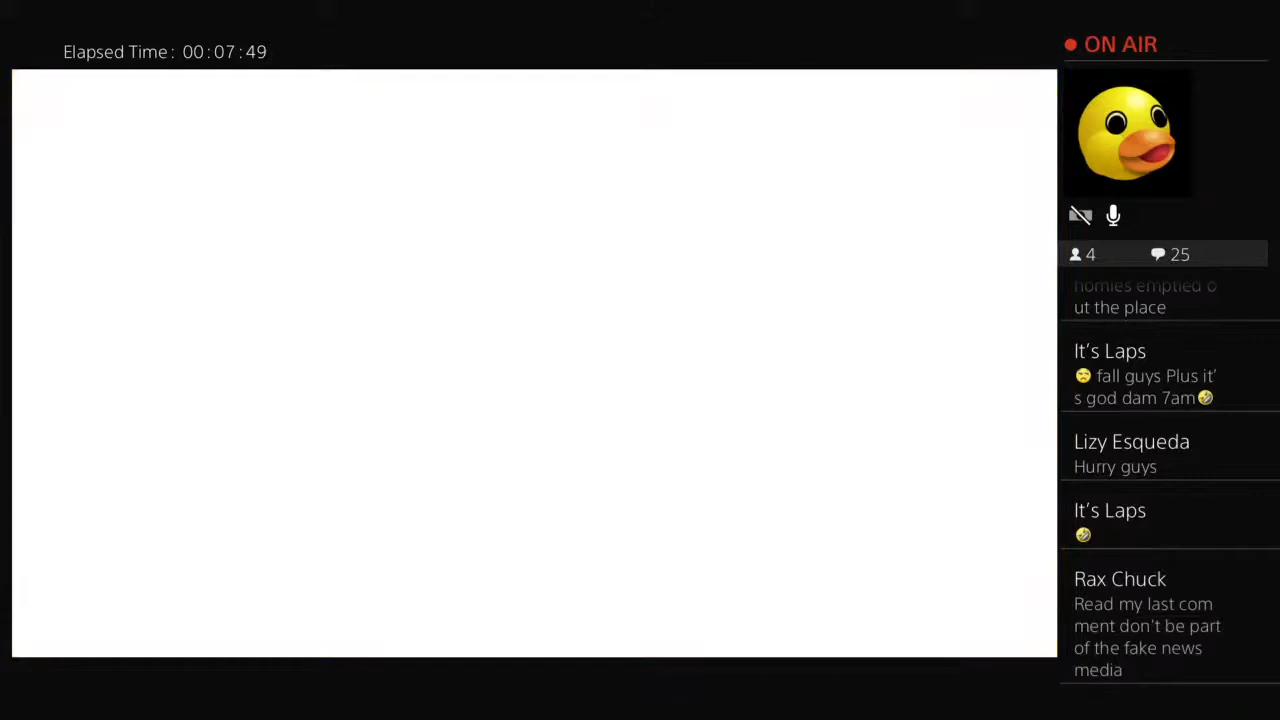 Elapsed Time: 00:07:49
ON AIR
4 25
homies emptied o
ut the place
It’s Laps
😒 fall guys Plus it’
s god dam 7am🤣
Lizy Esqueda
Hurry guys
It’s Laps
🤣
Rax Chuck
Read my last com
ment don't be part
of the fake news
media